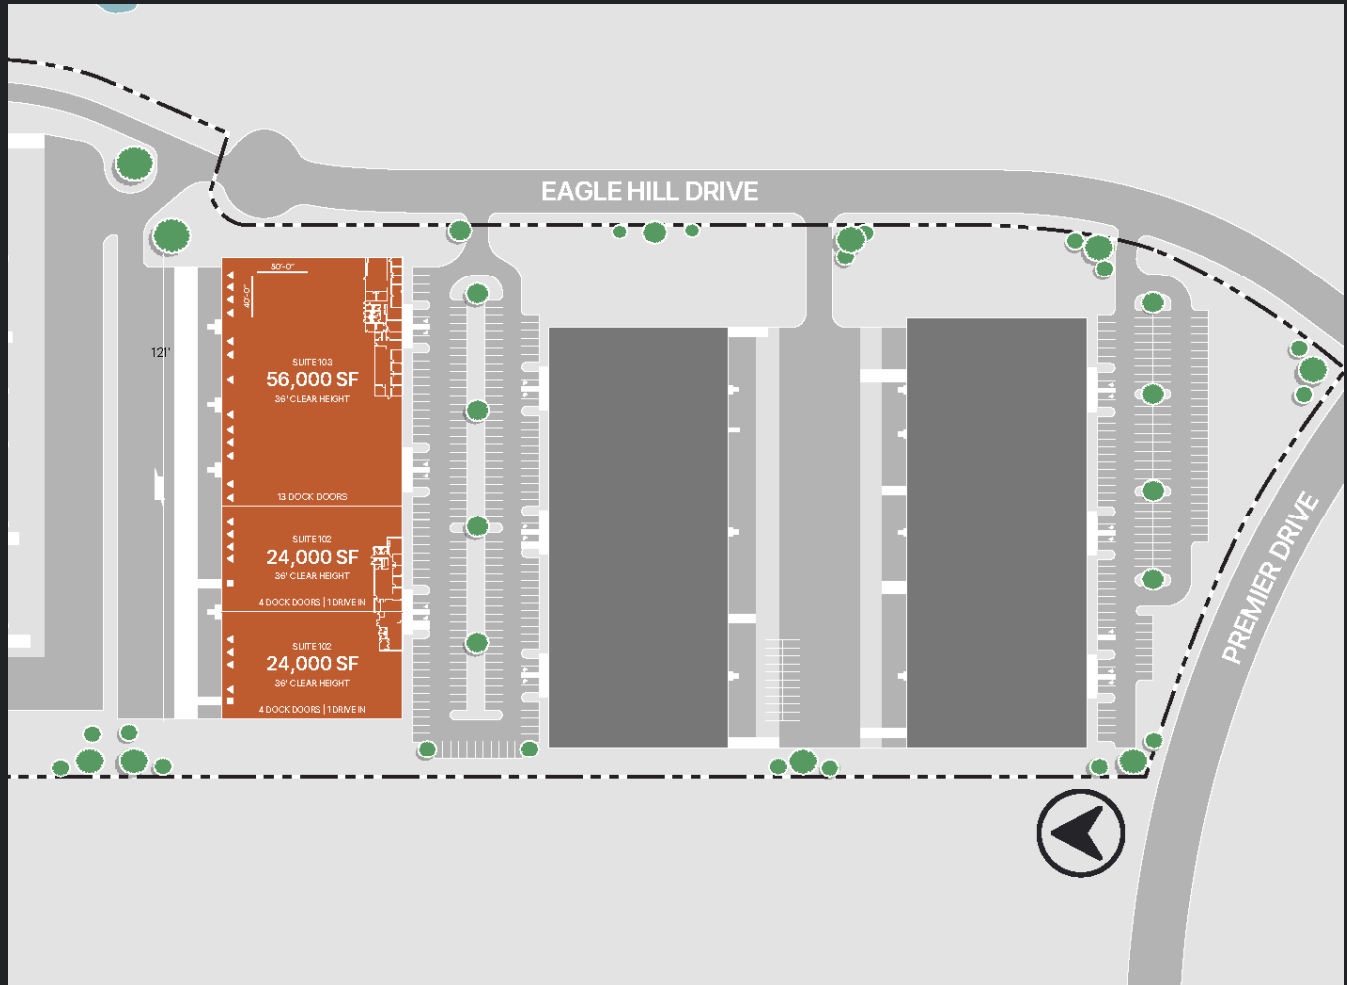 EAGLE HILL DRIVE
50'-0"
40'-0"
121'
SUITE 103
56,000 SF
36' CLEAR HEIGHT
13 DOCK DOORS
SUITE 102
24,000 SF
36' CLEAR HEIGHT
4 DOCK DOORS | 1 DRIVE IN
SUITE 102
24,000 SF
36' CLEAR HEIGHT
4 DOCK DOORS | 1 DRIVE IN
PREMIER DRIVE